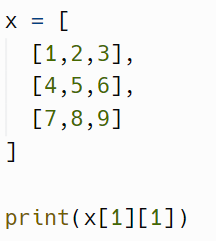 x = [
  [1,2,3],
  [4,5,6],
  [7,8,9]
]

print(x[1][1])